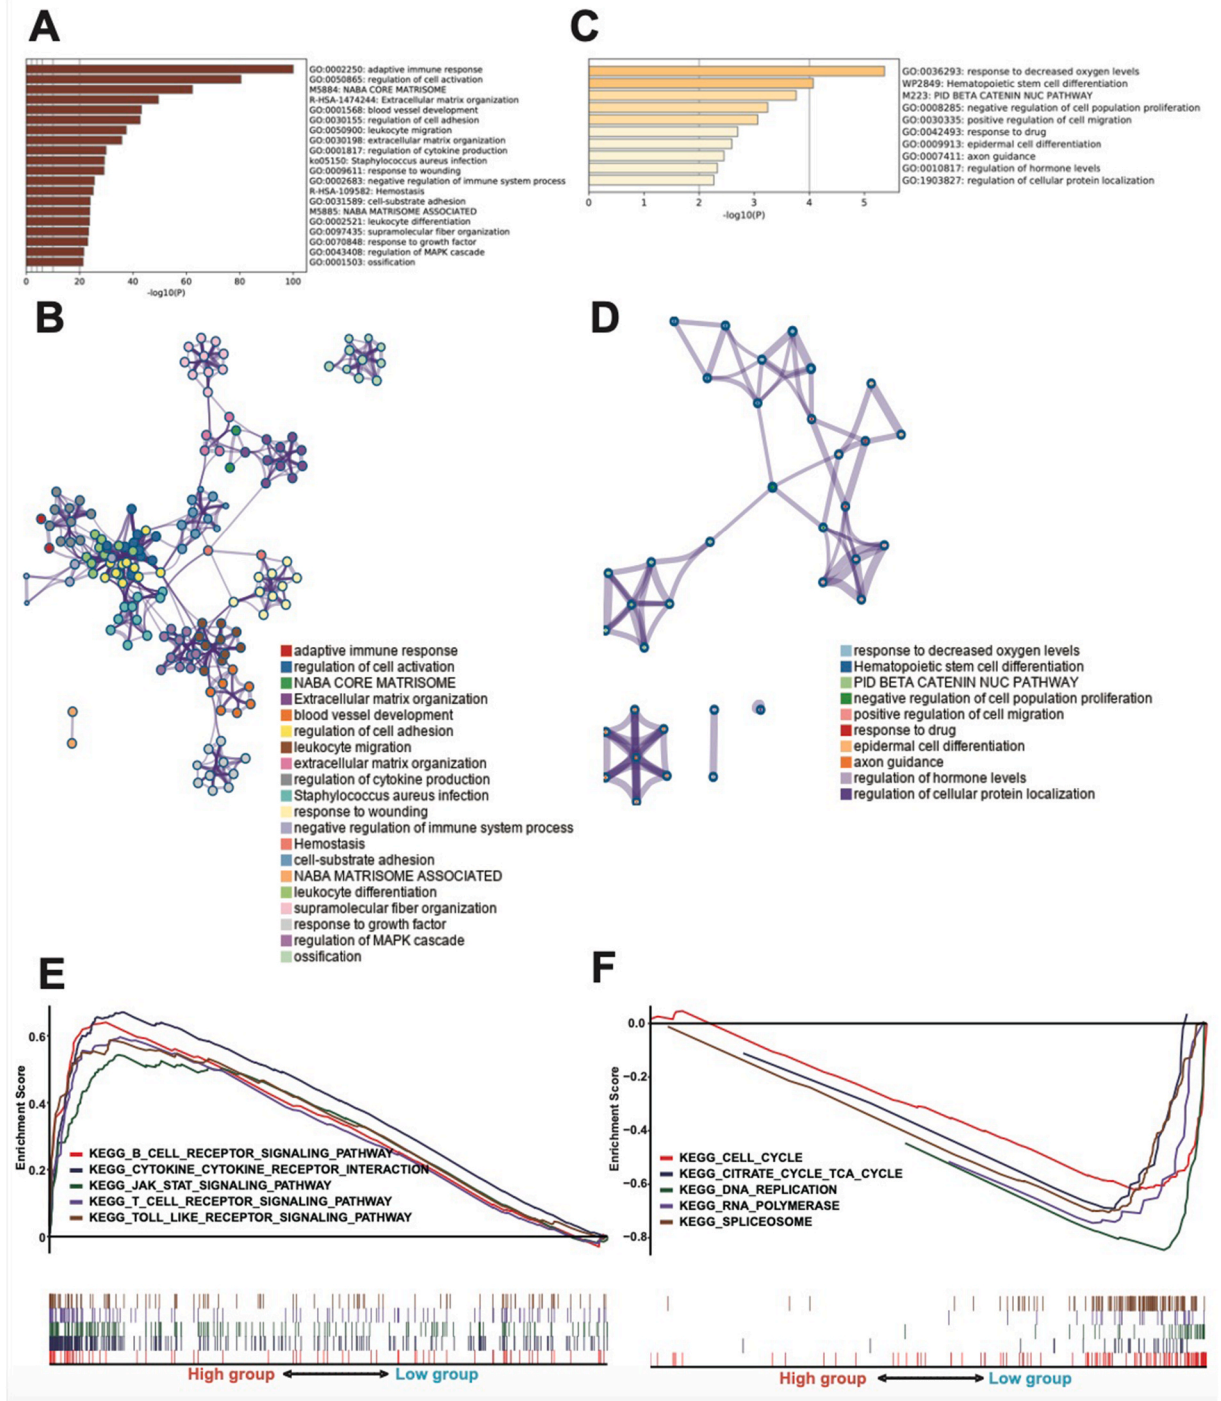 A
GO:0002250: adaptive immune response
GO:0050865: regulation of cell activation
M5884: NABA CORE MATRISOME
R-HSA-1474244: Extracellular matrix organization
GO:0001568: blood vessel development
GO:0030155: regulation of cell adhesion
GO:0050900: leukocyte migration
GO:0030198: extracellular matrix organization
GO:0001817: regulation of cytokine production
ko05150: Staphylococcus aureus infection
GO:0009611: response to wounding
GO:0002683: negative regulation of immune system process
R-HSA-109582: Hemostasis
GO:0031589: cell-substrate adhesion
M5885: NABA MATRISOME ASSOCIATED
GO:0002521: leukocyte differentiation
GO:0097435: supramolecular fiber organization
GO:0070848: response to growth factor
GO:0043408: regulation of MAPK cascade
GO:0001503: ossification
0 20 40 60 80 100
-log10(P)
C
GO:0036293: response to decreased oxygen levels
WP2849: Hematopoietic stem cell differentiation
M223: PID BETA CATENIN NUC PATHWAY
GO:0008285: negative regulation of cell population proliferation
GO:0030335: positive regulation of cell migration
GO:0042493: response to drug
GO:0009913: epidermal cell differentiation
GO:0007411: axon guidance
GO:0010817: regulation of hormone levels
GO:1903827: regulation of cellular protein localization
0 1 2 3 4 5
-log10(P)
B
adaptive immune response
regulation of cell activation
NABA CORE MATRISOME
Extracellular matrix organization
blood vessel development
regulation of cell adhesion
leukocyte migration
extracellular matrix organization
regulation of cytokine production
Staphylococcus aureus infection
response to wounding
negative regulation of immune system process
Hemostasis
cell-substrate adhesion
NABA MATRISOME ASSOCIATED
leukocyte differentiation
supramolecular fiber organization
response to growth factor
regulation of MAPK cascade
ossification
D
response to decreased oxygen levels
Hematopoietic stem cell differentiation
PID BETA CATENIN NUC PATHWAY
negative regulation of cell population proliferation
positive regulation of cell migration
response to drug
epidermal cell differentiation
axon guidance
regulation of hormone levels
regulation of cellular protein localization
E
Enrichment Score
0.6
0.4
0.2
0
KEGG_B_CELL_RECEPTOR_SIGNALING_PATHWAY
KEGG_CYTOKINE_CYTOKINE_RECEPTOR_INTERACTION
KEGG_JAK_STAT_SIGNALING_PATHWAY
KEGG_T_CELL_RECEPTOR_SIGNALING_PATHWAY
KEGG_TOLL_LIKE_RECEPTOR_SIGNALING_PATHWAY
High group Low group
F
Enrichment Score
0.0
−0.2
−0.4
−0.6
−0.8
KEGG_CELL_CYCLE
KEGG_CITRATE_CYCLE_TCA_CYCLE
KEGG_DNA_REPLICATION
KEGG_RNA_POLYMERASE
KEGG_SPLICEOSOME
High group Low group